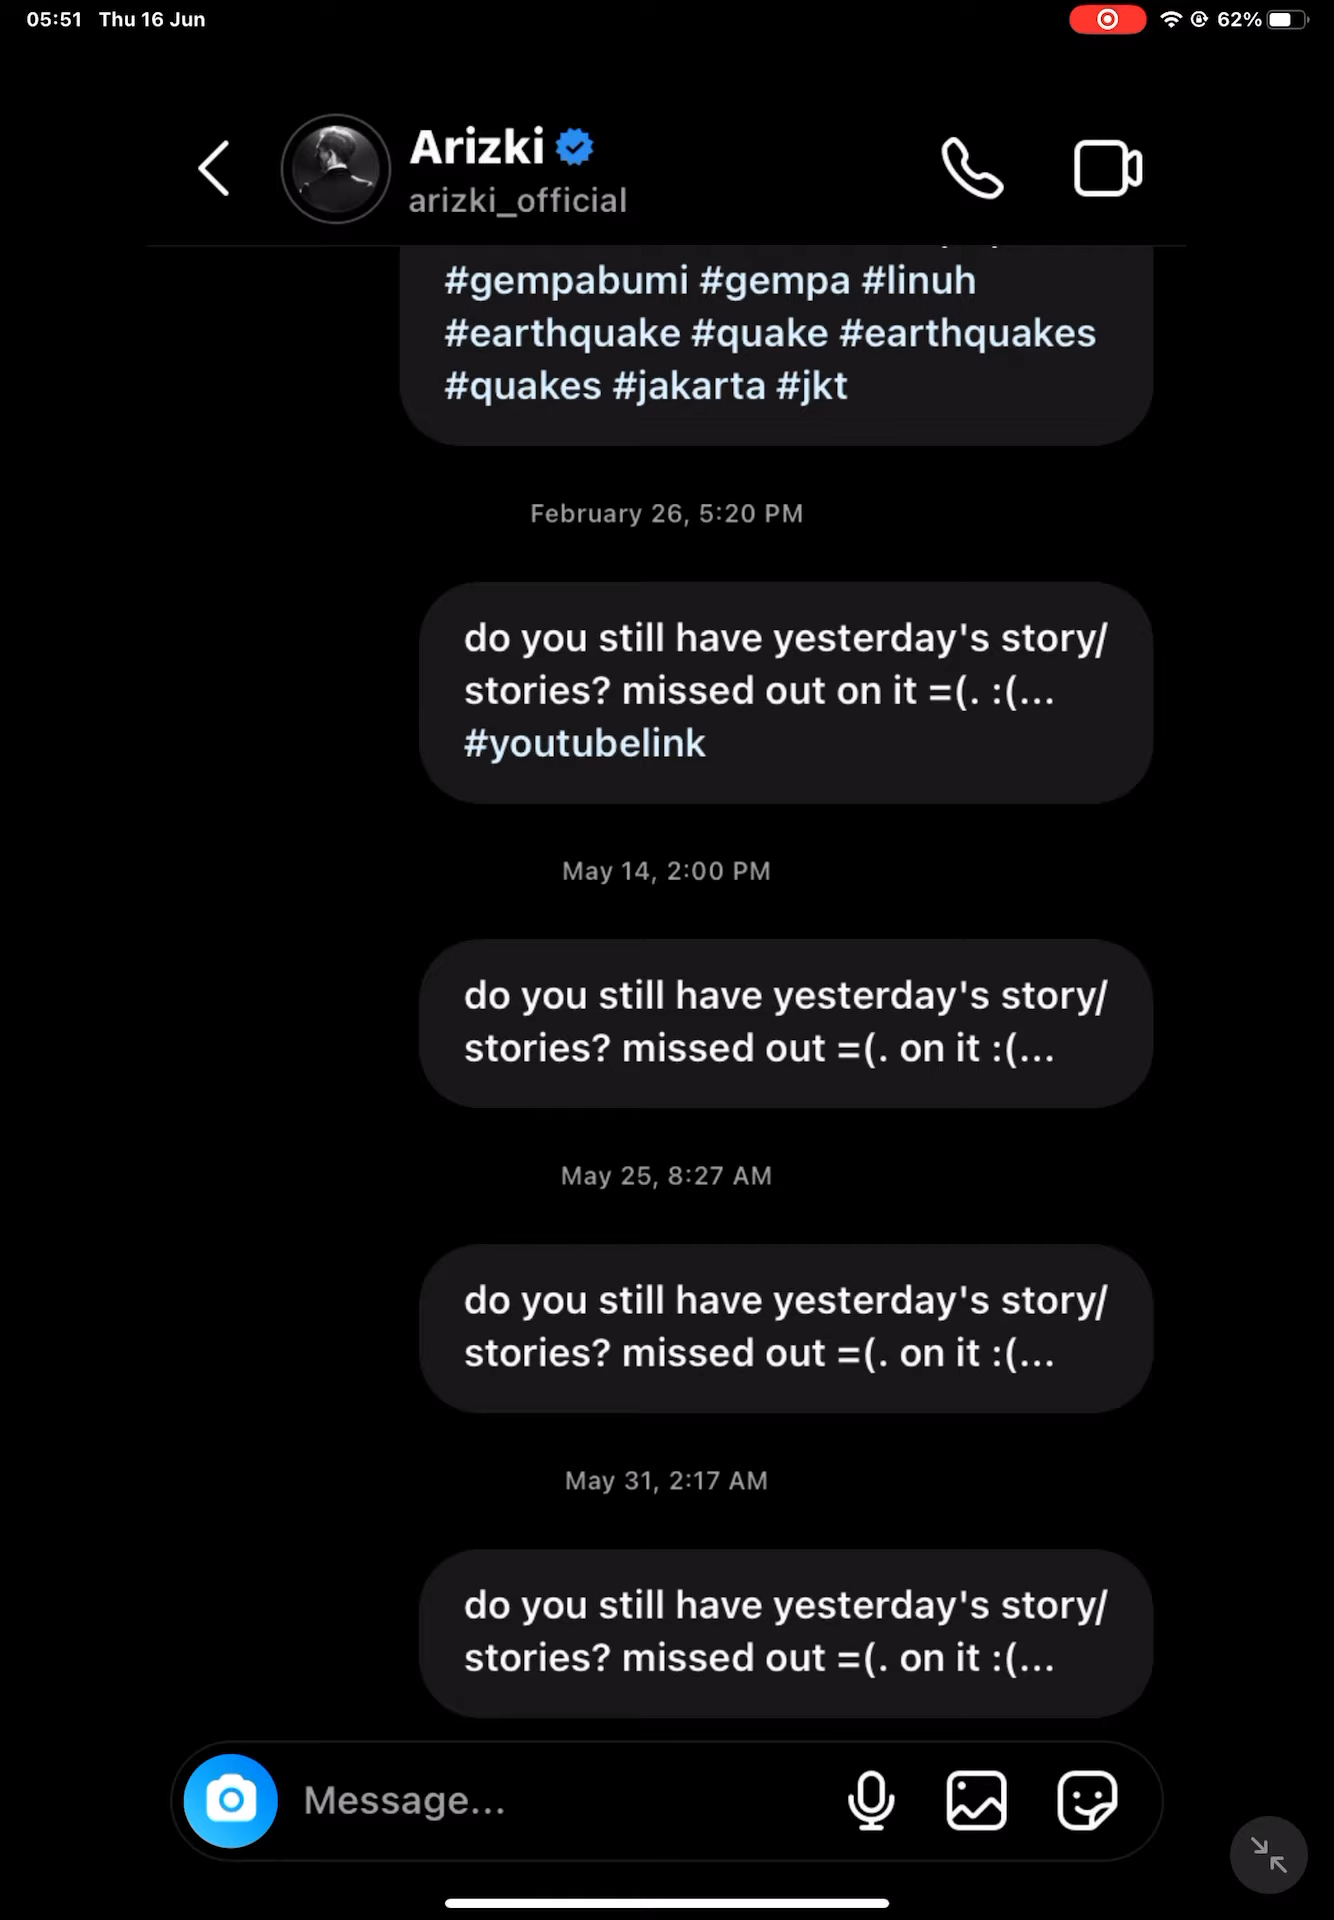 05:51 Thu 16 Jun
62%
Arizki
arizki_official
#gempabumi #gempa #linuh
#earthquake #quake #earthquakes
#quakes #jakarta #jkt
February 26, 5:20 PM
do you still have yesterday's story/
stories? missed out on it =(. :(...
#youtubelink
May 14, 2:00 PM
do you still have yesterday's story/
stories? missed out =(. on it :(...
May 25, 8:27 AM
do you still have yesterday's story/
stories? missed out =(. on it :(...
May 31, 2:17 AM
do you still have yesterday's story/
stories? missed out =(. on it :(...
Message...